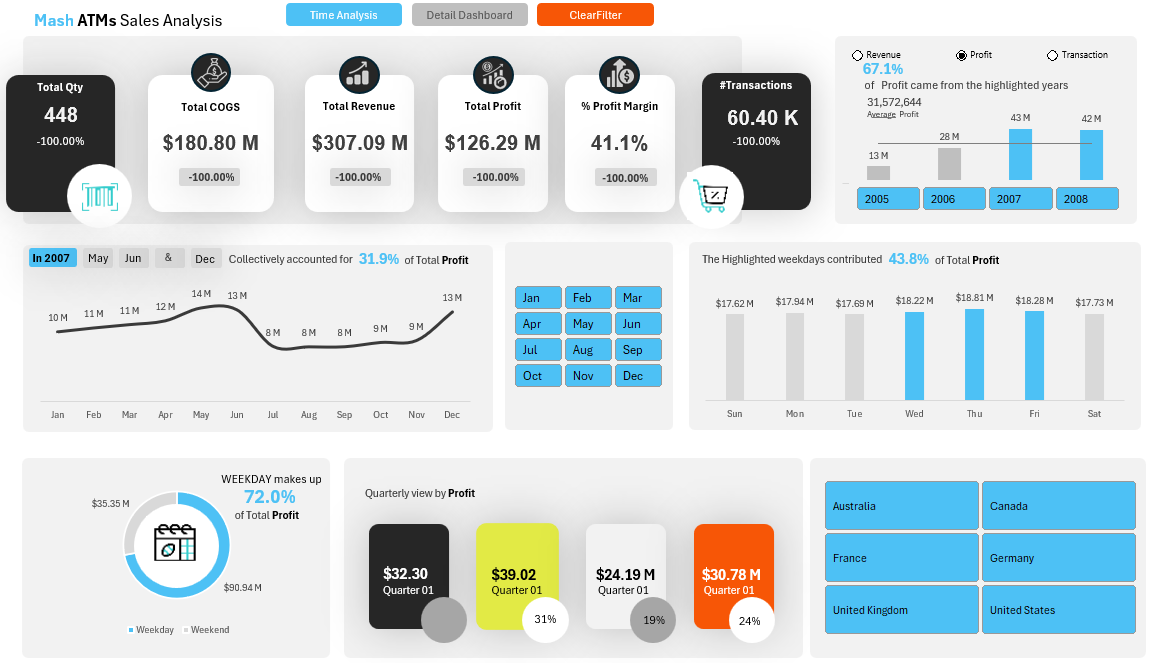 Mash ATMs Sales Analysis
Time Analysis
Detail Dashboard
ClearFilter
Total Qty
448
-100.00%
Total COGS
$180.80 M
-100.00%
Total Revenue
$307.09 M
-100.00%
Total Profit
$126.29 M
-100.00%
% Profit Margin
41.1%
-100.00%
#Transactions
60.40 K
-100.00%
Revenue
Profit
Transaction
67.1%
of Profit came from the highlighted years
31,572,644
Average Profit
13 M
28 M
43 M
42 M
2005
2006
2007
2008
In 2007 May Jun & Dec Collectively accounted for 31.9% of Total Profit
10 M
11 M
11 M
12 M
14 M
13 M
8 M
8 M
8 M
9 M
9 M
13 M
Jan Feb Mar Apr May Jun Jul Aug Sep Oct Nov Dec
Jan Feb Mar
Apr May Jun
Jul Aug Sep
Oct Nov Dec
The Highlighted weekdays contributed 43.8% of Total Profit
$17.62 M
$17.94 M
$17.69 M
$18.22 M
$18.81 M
$18.28 M
$17.73 M
Sun Mon Tue Wed Thu Fri Sat
WEEKDAY makes up
72.0%
of Total Profit
$35.35 M
$90.94 M
Weekday Weekend
Quarterly view by Profit
$32.30
Quarter 01
$39.02
Quarter 01
31%
$24.19 M
Quarter 01
19%
$30.78 M
Quarter 01
24%
Australia
Canada
France
Germany
United Kingdom
United States